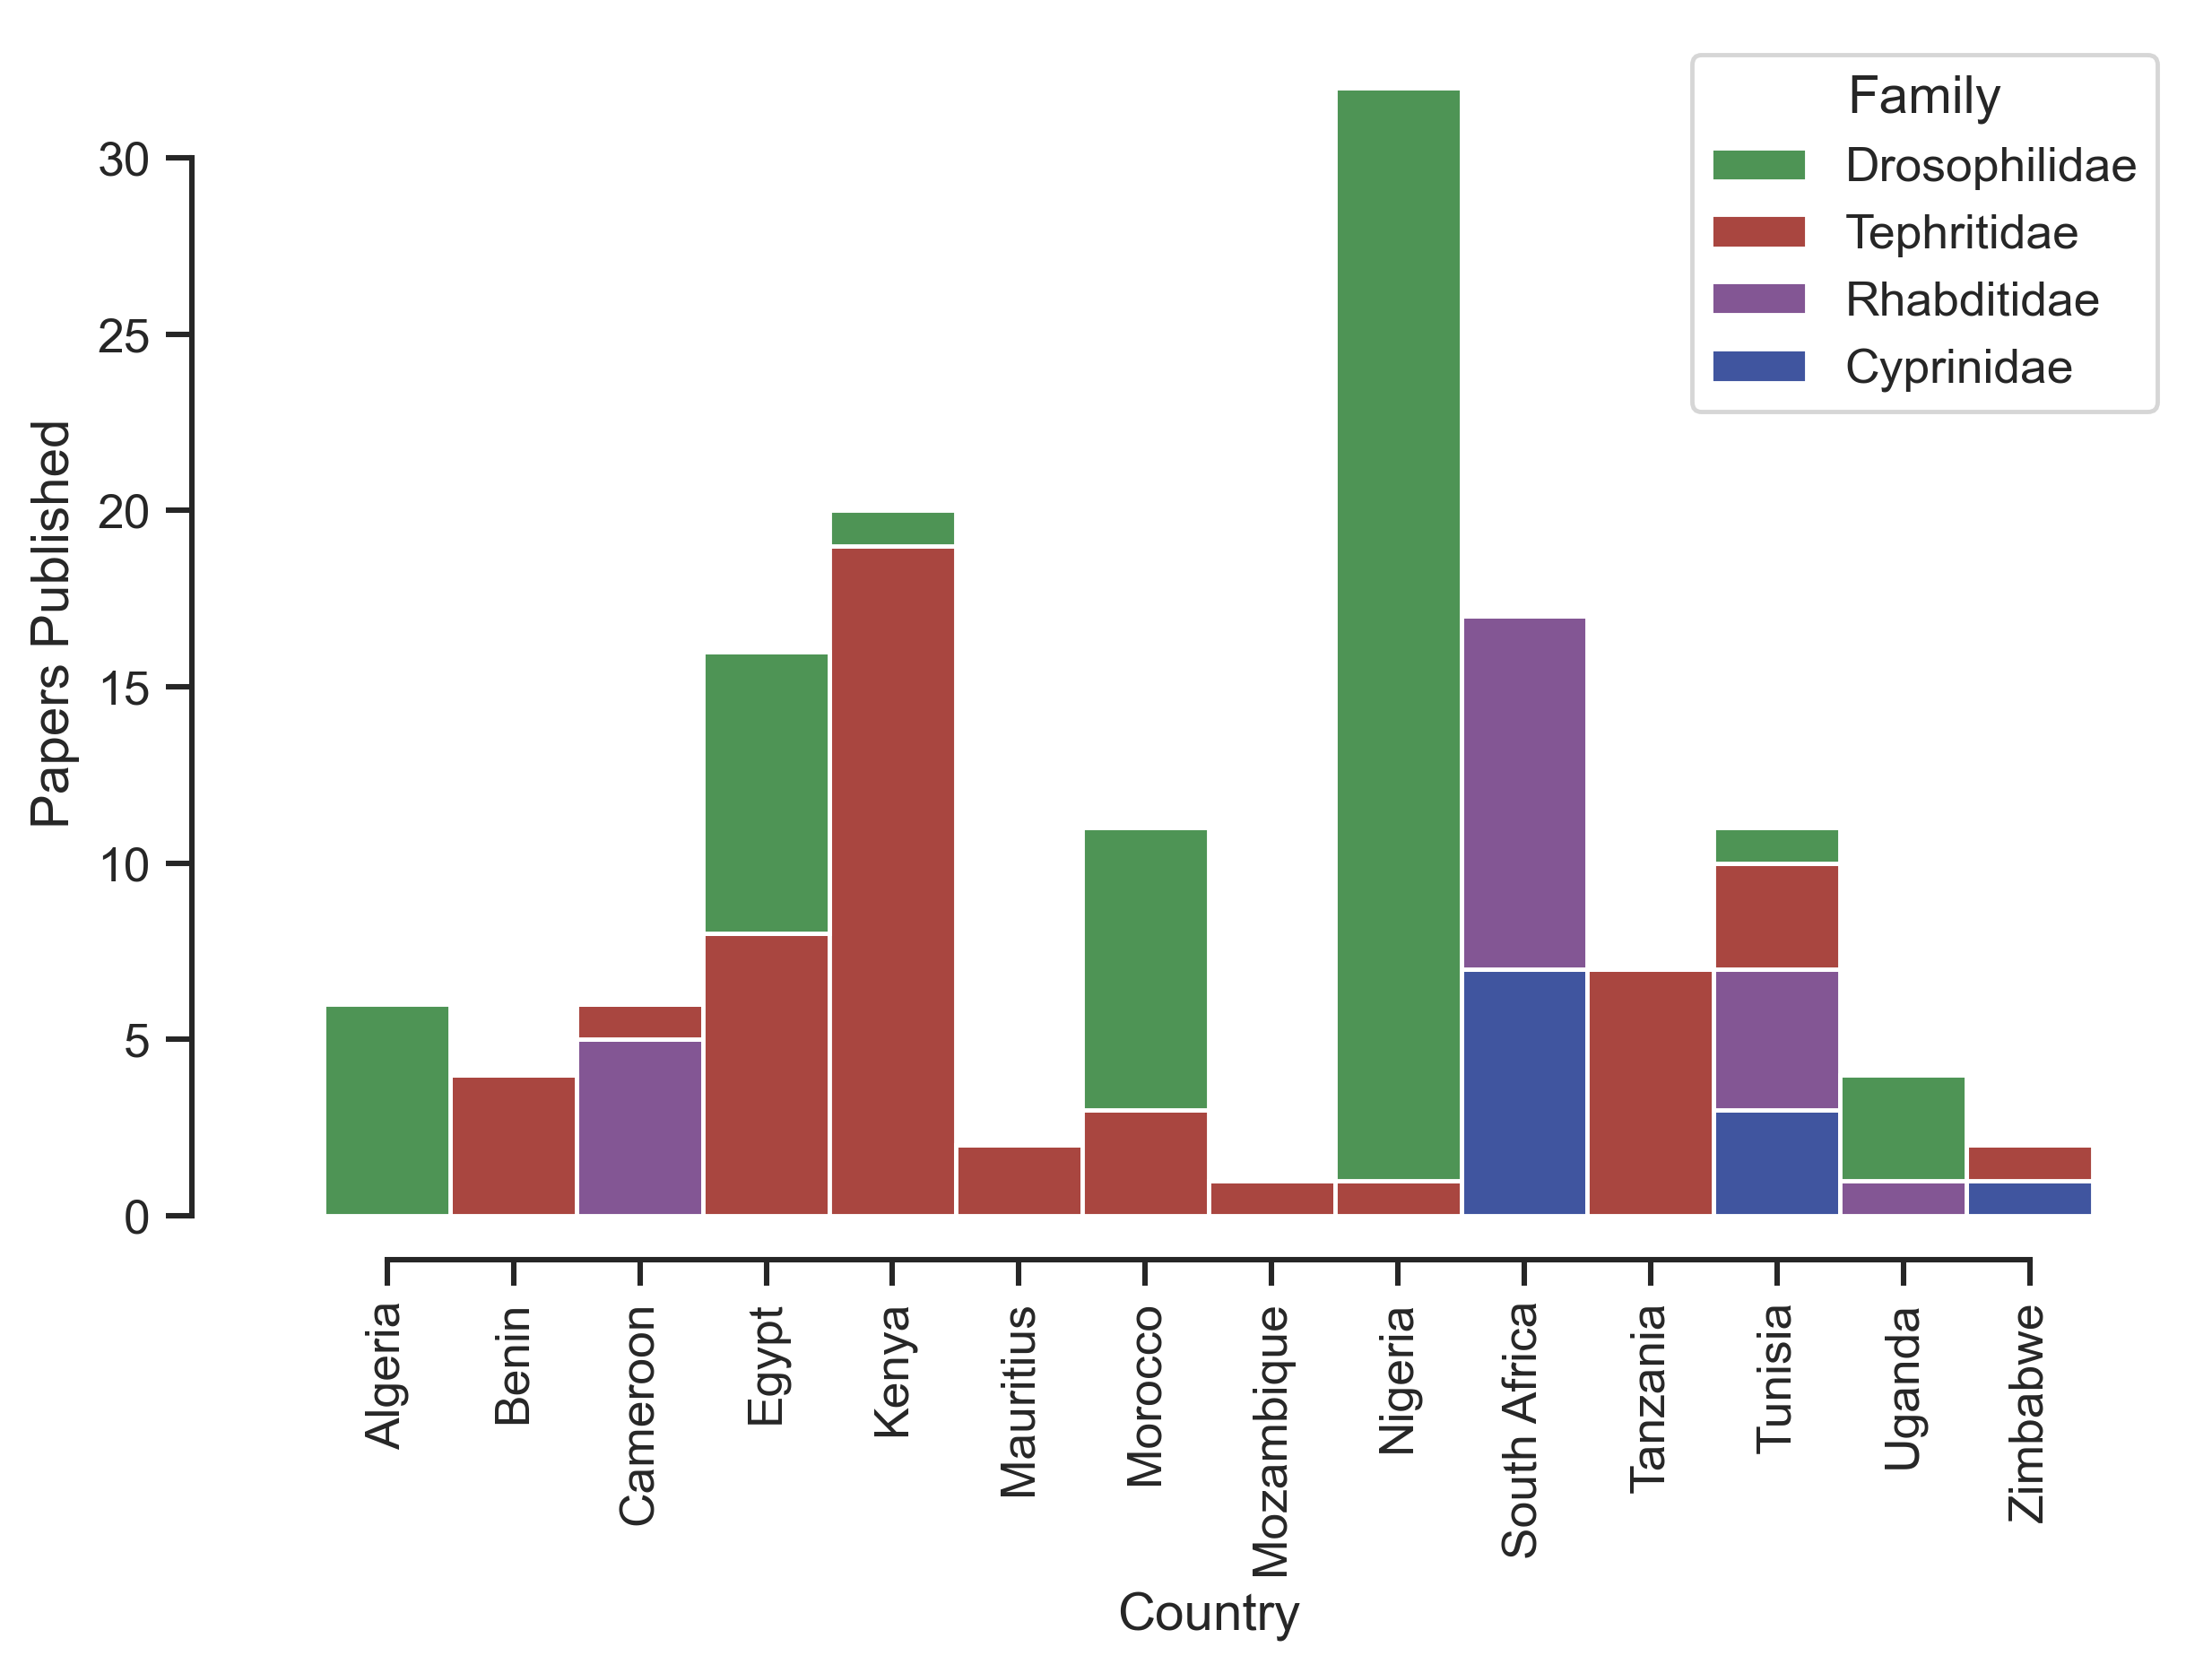 Family
Drosophilidae
Tephritidae
Rhabditidae
Cyprinidae
Papers Published
30
25
20
15
10
5
0
Algeria
Benin
Cameroon
Egypt
Kenya
Mauritius
Morocco
Mozambique
Nigeria
South Africa
Tanzania
Tunisia
Uganda
Zimbabwe
Country